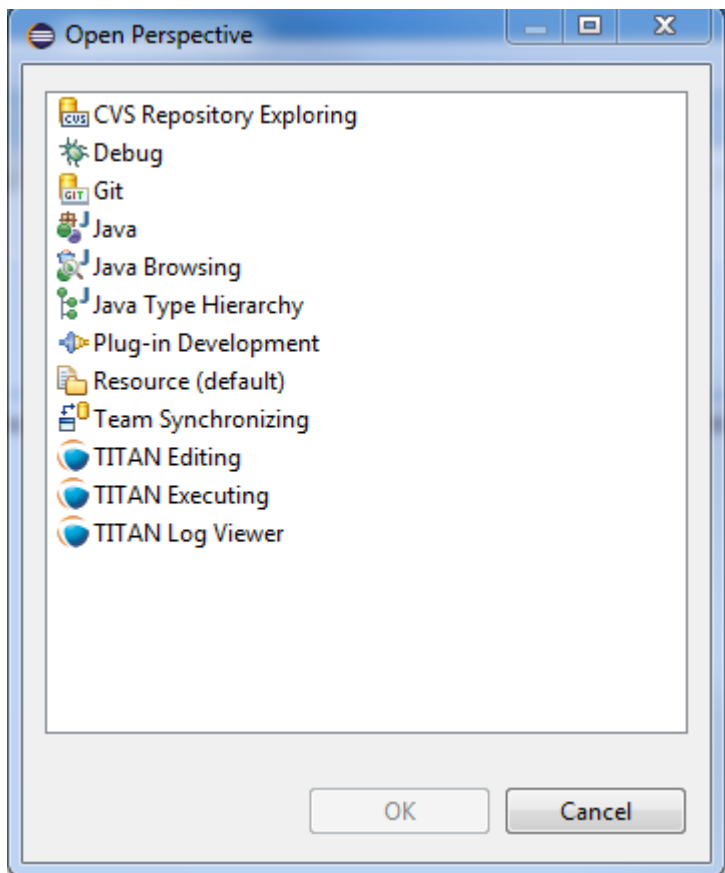 Open Perspective
CVS Repository Exploring
Debug
Git
Java
Java Browsing
Java Type Hierarchy
Plug-in Development
Resource (default)
Team Synchronizing
TITAN Editing
TITAN Executing
TITAN Log Viewer
OK
Cancel